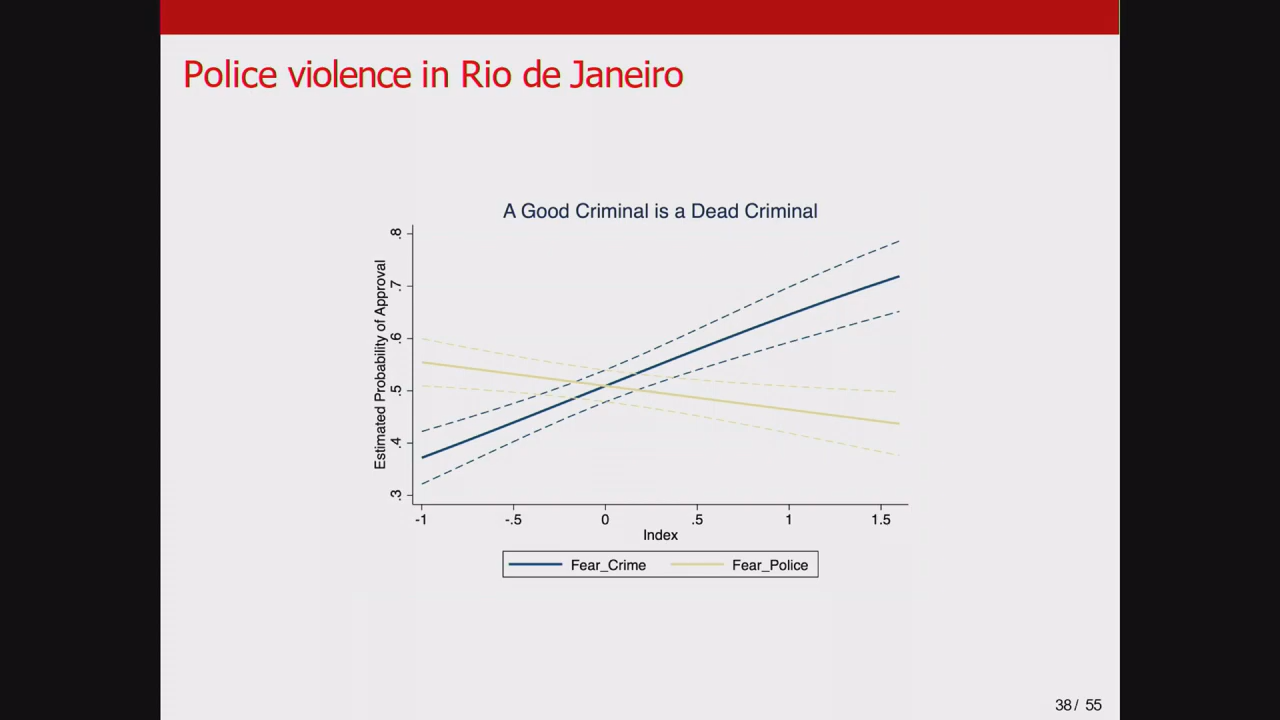 Police violence in Rio de Janeiro
A Good Criminal is a Dead Criminal
Estimated Probability of Approval
.8
.7
.6
.5
.4
.3
-1 -.5 0 .5 1 1.5
Index
Fear_Crime Fear_Police
38 / 55